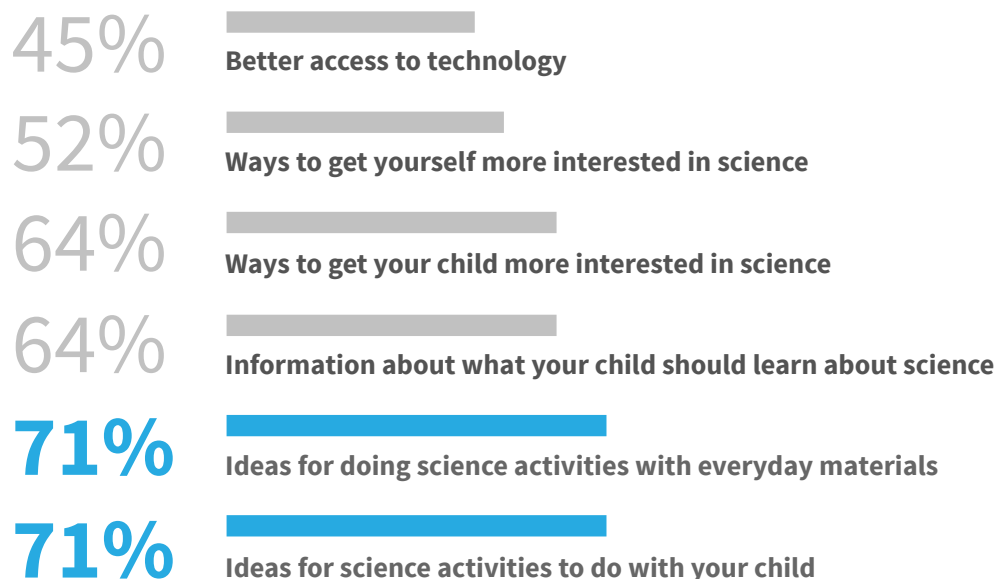 45%
Better access to technology
52%
Ways to get yourself more interested in science
64%
Ways to get your child more interested in science
64%
Information about what your child should learn about science
71%
Ideas for doing science activities with everyday materials
71%
Ideas for science activities to do with your child